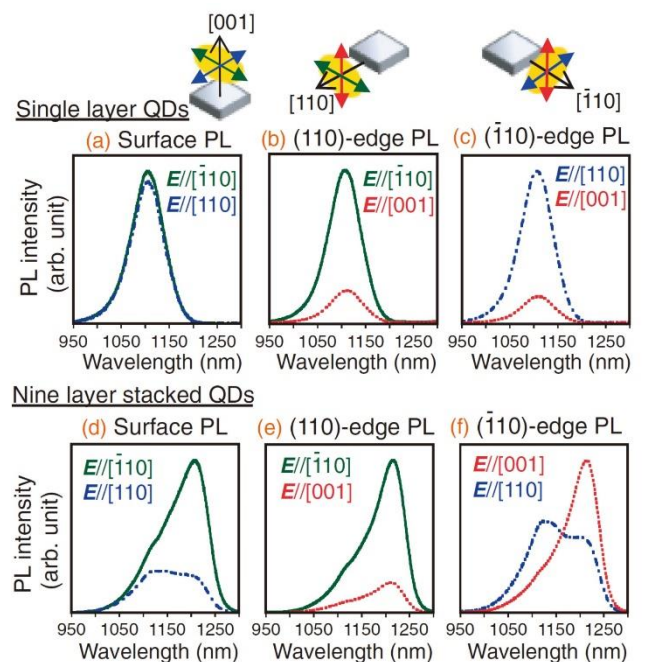 [001]
[110]
[1̄10]
Single layer QDs
(a) Surface PL
(b) (110)-edge PL
(c) (1̄10)-edge PL
PL intensity
(arb. unit)
E//[1̄10]
E//[110]
E//[1̄10]
E//[001]
E//[110]
E//[001]
950 1050 1150
950 1050 1150
950 1050 1150
Wavelength (nm)
Wavelength (nm)
Wavelength (nm)
Nine layer stacked QDs
(d) Surface PL
(e) (110)-edge PL
(f) (1̄10)-edge PL
PL intensity
(arb. unit)
E//[1̄10]
E//[110]
E//[1̄10]
E//[001]
E//[001]
E//[110]
950 1050 1150 1250
950 1050 1150 1250
950 1050 1150 1250
Wavelength (nm)
Wavelength (nm)
Wavelength (nm)